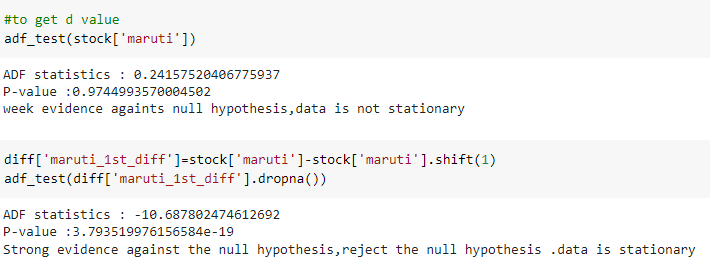 #to get d value
adf_test(stock['maruti'])
ADF statistics : 0.24157520406775937
P-value :0.9744993570004502
week evidence againts null hypothesis,data is not stationary
diff['maruti_1st_diff']=stock['maruti']-stock['maruti'].shift(1)
adf_test(diff['maruti_1st_diff'].dropna())
ADF statistics : -10.687802474612692
P-value :3.793519976156584e-19
Strong evidence against the null hypothesis,reject the null hypothesis .data is stationary